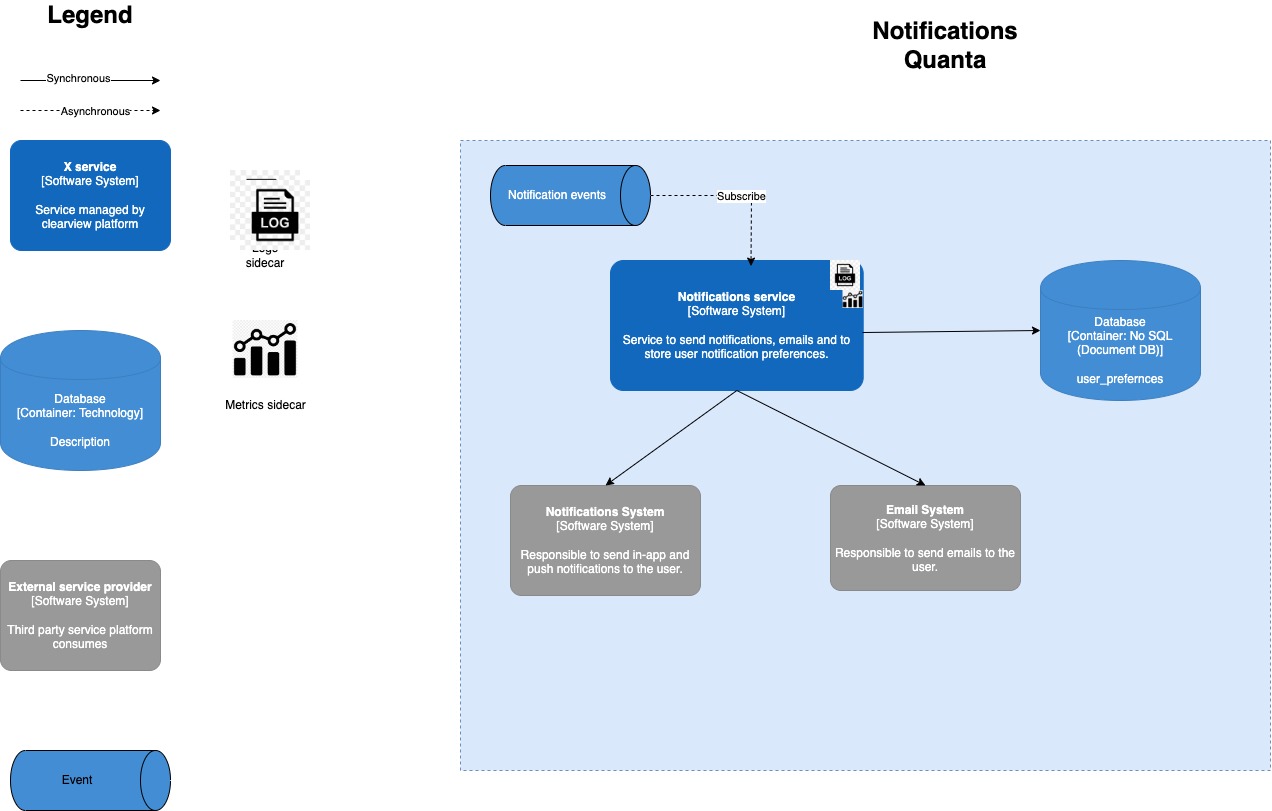 Legend
Synchronous
Asynchronous
X service
[Software System]
Service managed by
clearview platform
LOG
Logs
sidecar
Metrics sidecar
Database
[Container: Technology]
Description
External service provider
[Software System]
Third party service platform
consumes
Event
Notifications
Quanta
Notification events
Subscribe
LOG
Notifications service
[Software System]
Service to send notifications, emails and to
store user notification preferences.
Database
[Container: No SQL
(Document DB)]
user_prefernces
Notifications System
[Software System]
Responsible to send in-app and
push notifications to the user.
Email System
[Software System]
Responsible to send emails to the
user.